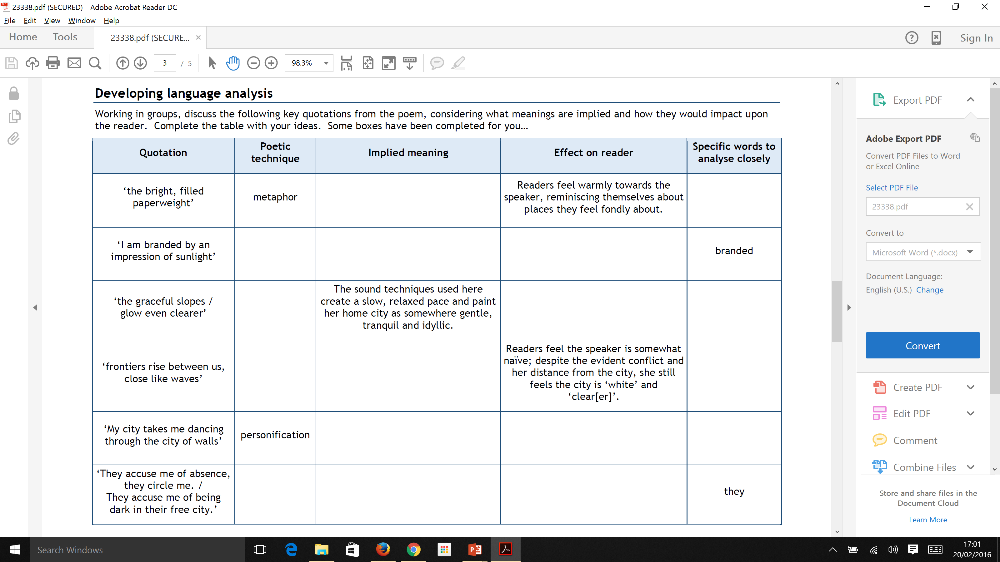 23338.pdf (SECURED) - Adobe Acrobat Reader DC
File Edit View Window Help
Home Tools 23338.pdf (SECURE... Sign In
3 / 5 98.3%
Developing language analysis
Working in groups, discuss the following key quotations from the poem, considering what meanings are implied and how they would impact upon
the reader. Complete the table with your ideas. Some boxes have been completed for you…
Quotation
Poetic
technique
Implied meaning
Effect on reader
Specific words to
analyse closely
‘the bright, filled
paperweight’
metaphor
Readers feel warmly towards the
speaker, reminiscing themselves about
places they feel fondly about.
‘I am branded by an
impression of sunlight’
branded
‘the graceful slopes /
glow even clearer’
The sound techniques used here
create a slow, relaxed pace and paint
her home city as somewhere gentle,
tranquil and idyllic.
‘frontiers rise between us,
close like waves’
Readers feel the speaker is somewhat
naïve; despite the evident conflict and
her distance from the city, she still
feels the city is ‘white’ and
‘clear[er]’.
‘My city takes me dancing
through the city of walls’
personification
‘They accuse me of absence,
they circle me. /
They accuse me of being
dark in their free city.’
they
Export PDF
Adobe Export PDF
Convert PDF Files to Word
or Excel Online
Select PDF File
23338.pdf
Convert to
Microsoft Word (*.docx)
Document Language:
English (U.S.) Change
Convert
Create PDF
Edit PDF
Comment
Combine Files
Store and share files in the
Document Cloud
Learn More
Search Windows
17:01
20/02/2016